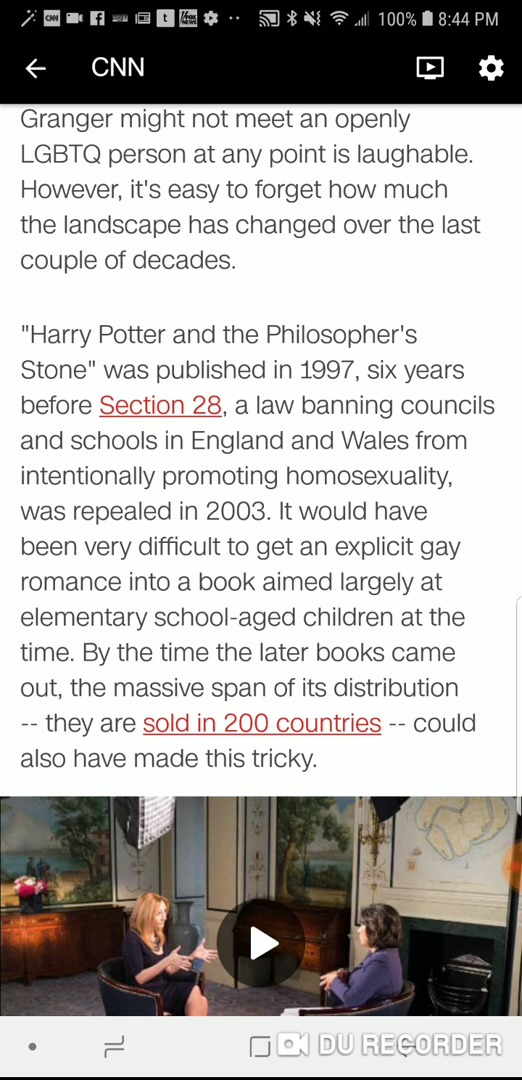 100% 8:44 PM
CNN
Granger might not meet an openly
LGBTQ person at any point is laughable.
However, it's easy to forget how much
the landscape has changed over the last
couple of decades.
"Harry Potter and the Philosopher's
Stone" was published in 1997, six years
before Section 28, a law banning councils
and schools in England and Wales from
intentionally promoting homosexuality,
was repealed in 2003. It would have
been very difficult to get an explicit gay
romance into a book aimed largely at
elementary school-aged children at the
time. By the time the later books came
out, the massive span of its distribution
-- they are sold in 200 countries -- could
also have made this tricky.
DU RECORDER